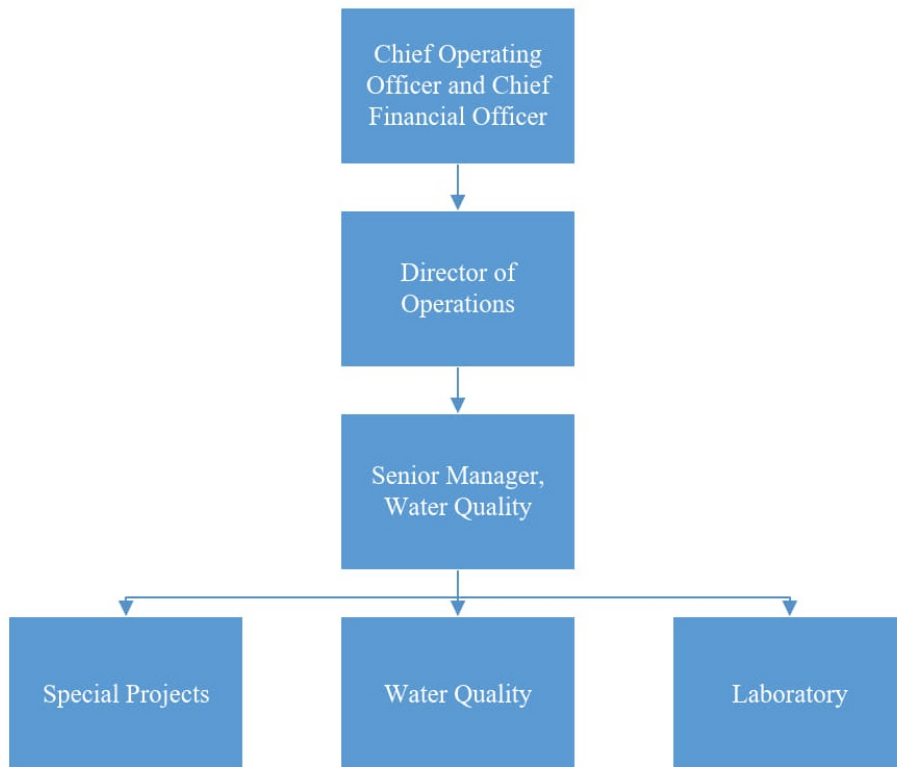 Chief Operating
Officer and Chief
Financial Officer
Director of
Operations
Senior Manager,
Water Quality
Special Projects
Water Quality
Laboratory